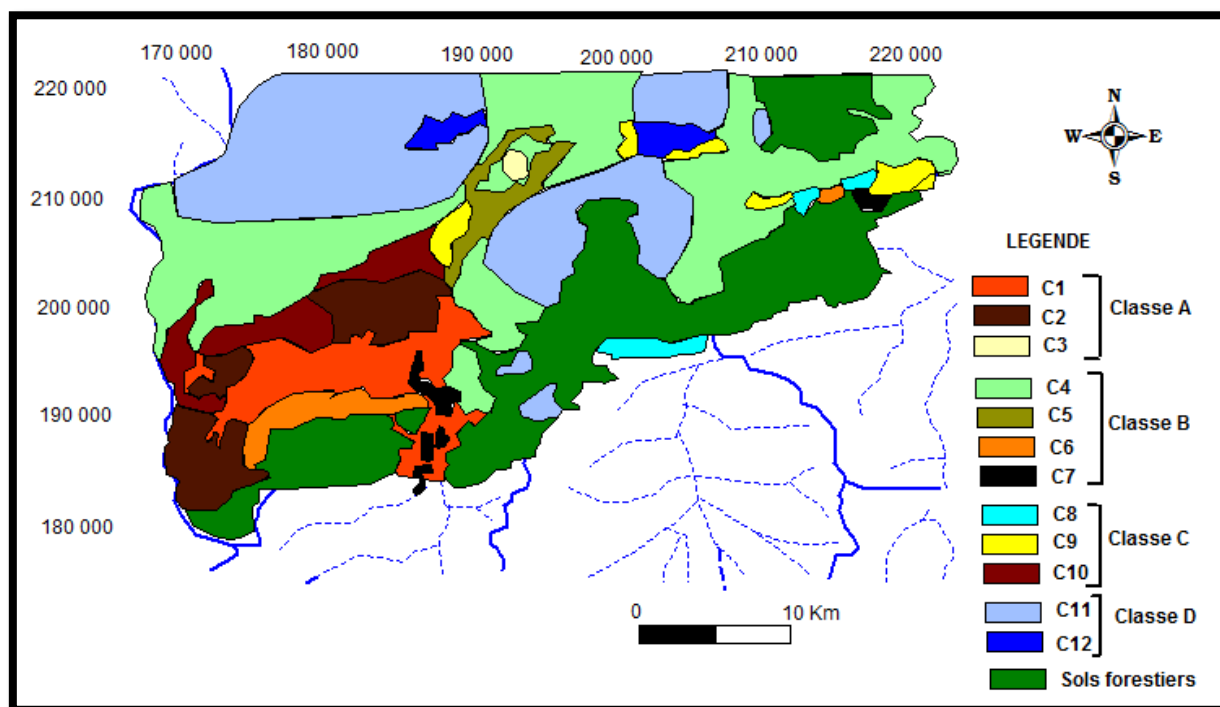 170 000 180 000 190 000 200 000 210 000 220 000
220 000
210 000
200 000
190 000
180 000
N
W E
S
LEGENDE
C1
C2
C3
Classe A
C4
C5
C6
C7
Classe B
C8
C9
C10
Classe C
C11
C12
Classe D
Sols forestiers
0 10 Km